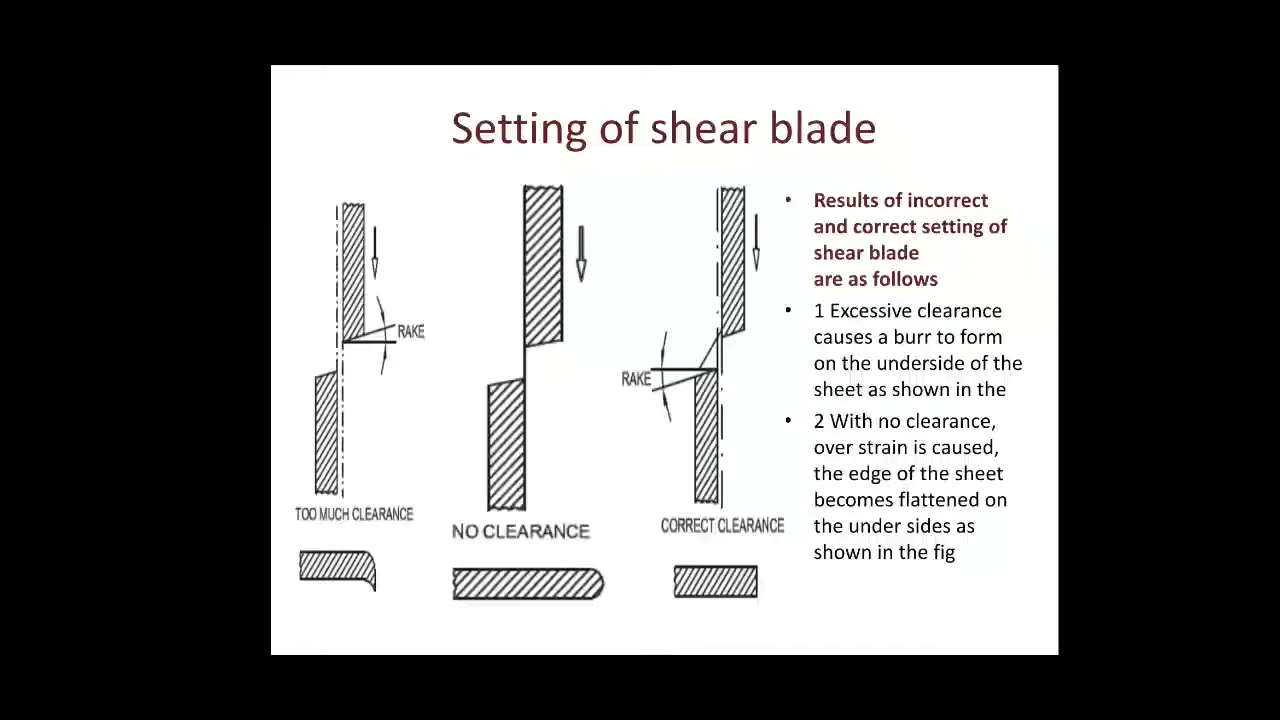 Setting of shear blade
RAKE
TOO MUCH CLEARANCE
NO CLEARANCE
RAKE
CORRECT CLEARANCE
• Results of incorrect
and correct setting of
shear blade
are as follows
• 1 Excessive clearance
causes a burr to form
on the underside of the
sheet as shown in the
• 2 With no clearance,
over strain is caused,
the edge of the sheet
becomes flattened on
the under sides as
shown in the fig